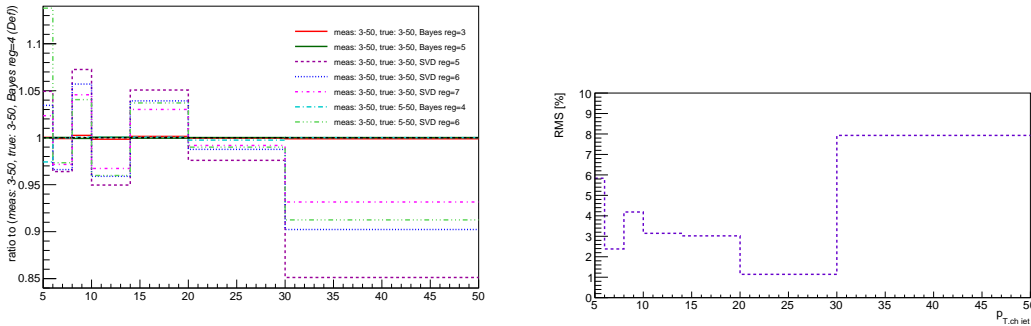 ratio to (meas: 3-50, true: 3-50, Bayes reg=4 (Def))
1.1
1.05
1
0.95
0.9
0.85
meas: 3-50, true: 3-50, Bayes reg=3
meas: 3-50, true: 3-50, Bayes reg=5
meas: 3-50, true: 3-50, SVD reg=5
meas: 3-50, true: 3-50, SVD reg=6
meas: 3-50, true: 3-50, SVD reg=7
meas: 3-50, true: 5-50, Bayes reg=4
meas: 3-50, true: 5-50, SVD reg=6
5 10 15 20 25 30 35 40 45 50
RMS [%]
10
9
8
7
6
5
4
3
2
1
0
5 10 15 20 25 30 35 40 45 50
p T,ch jet